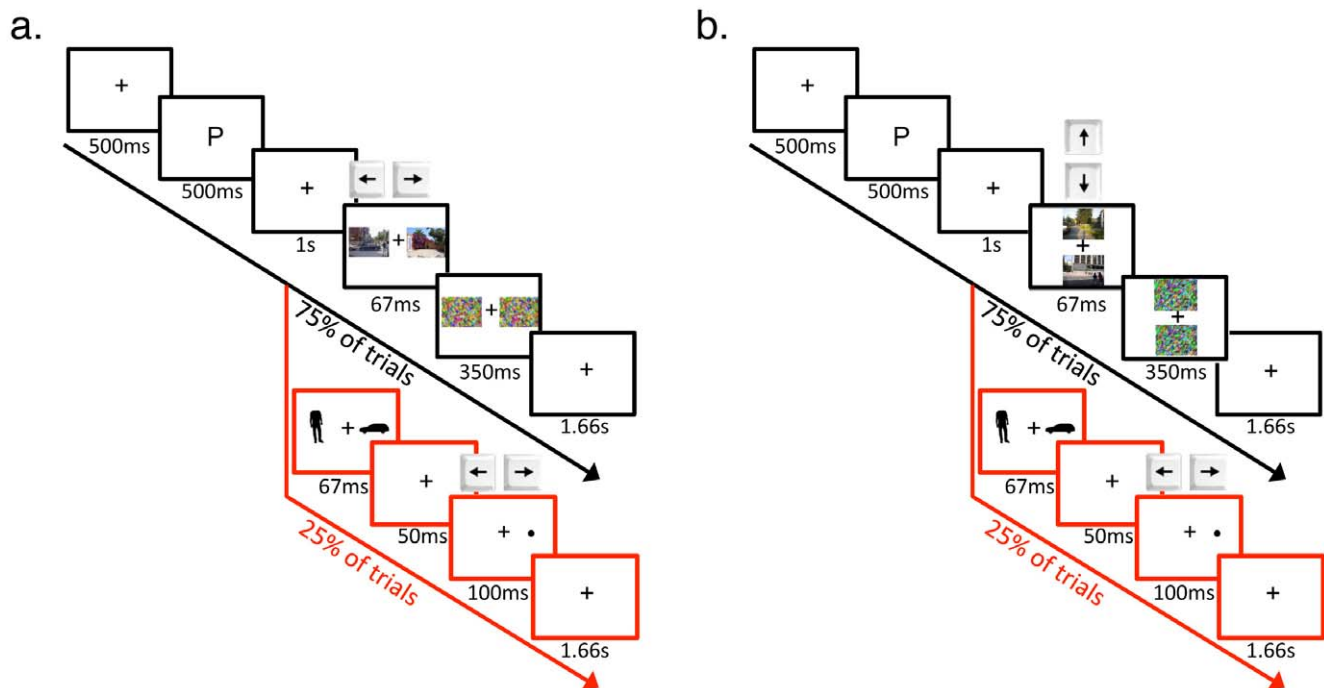 a.
500ms
P
500ms
1s
67ms
350ms
1.66s
75% of trials
67ms
50ms
100ms
1.66s
25% of trials
b.
500ms
P
500ms
1s
67ms
350ms
1.66s
75% of trials
67ms
50ms
100ms
1.66s
25% of trials